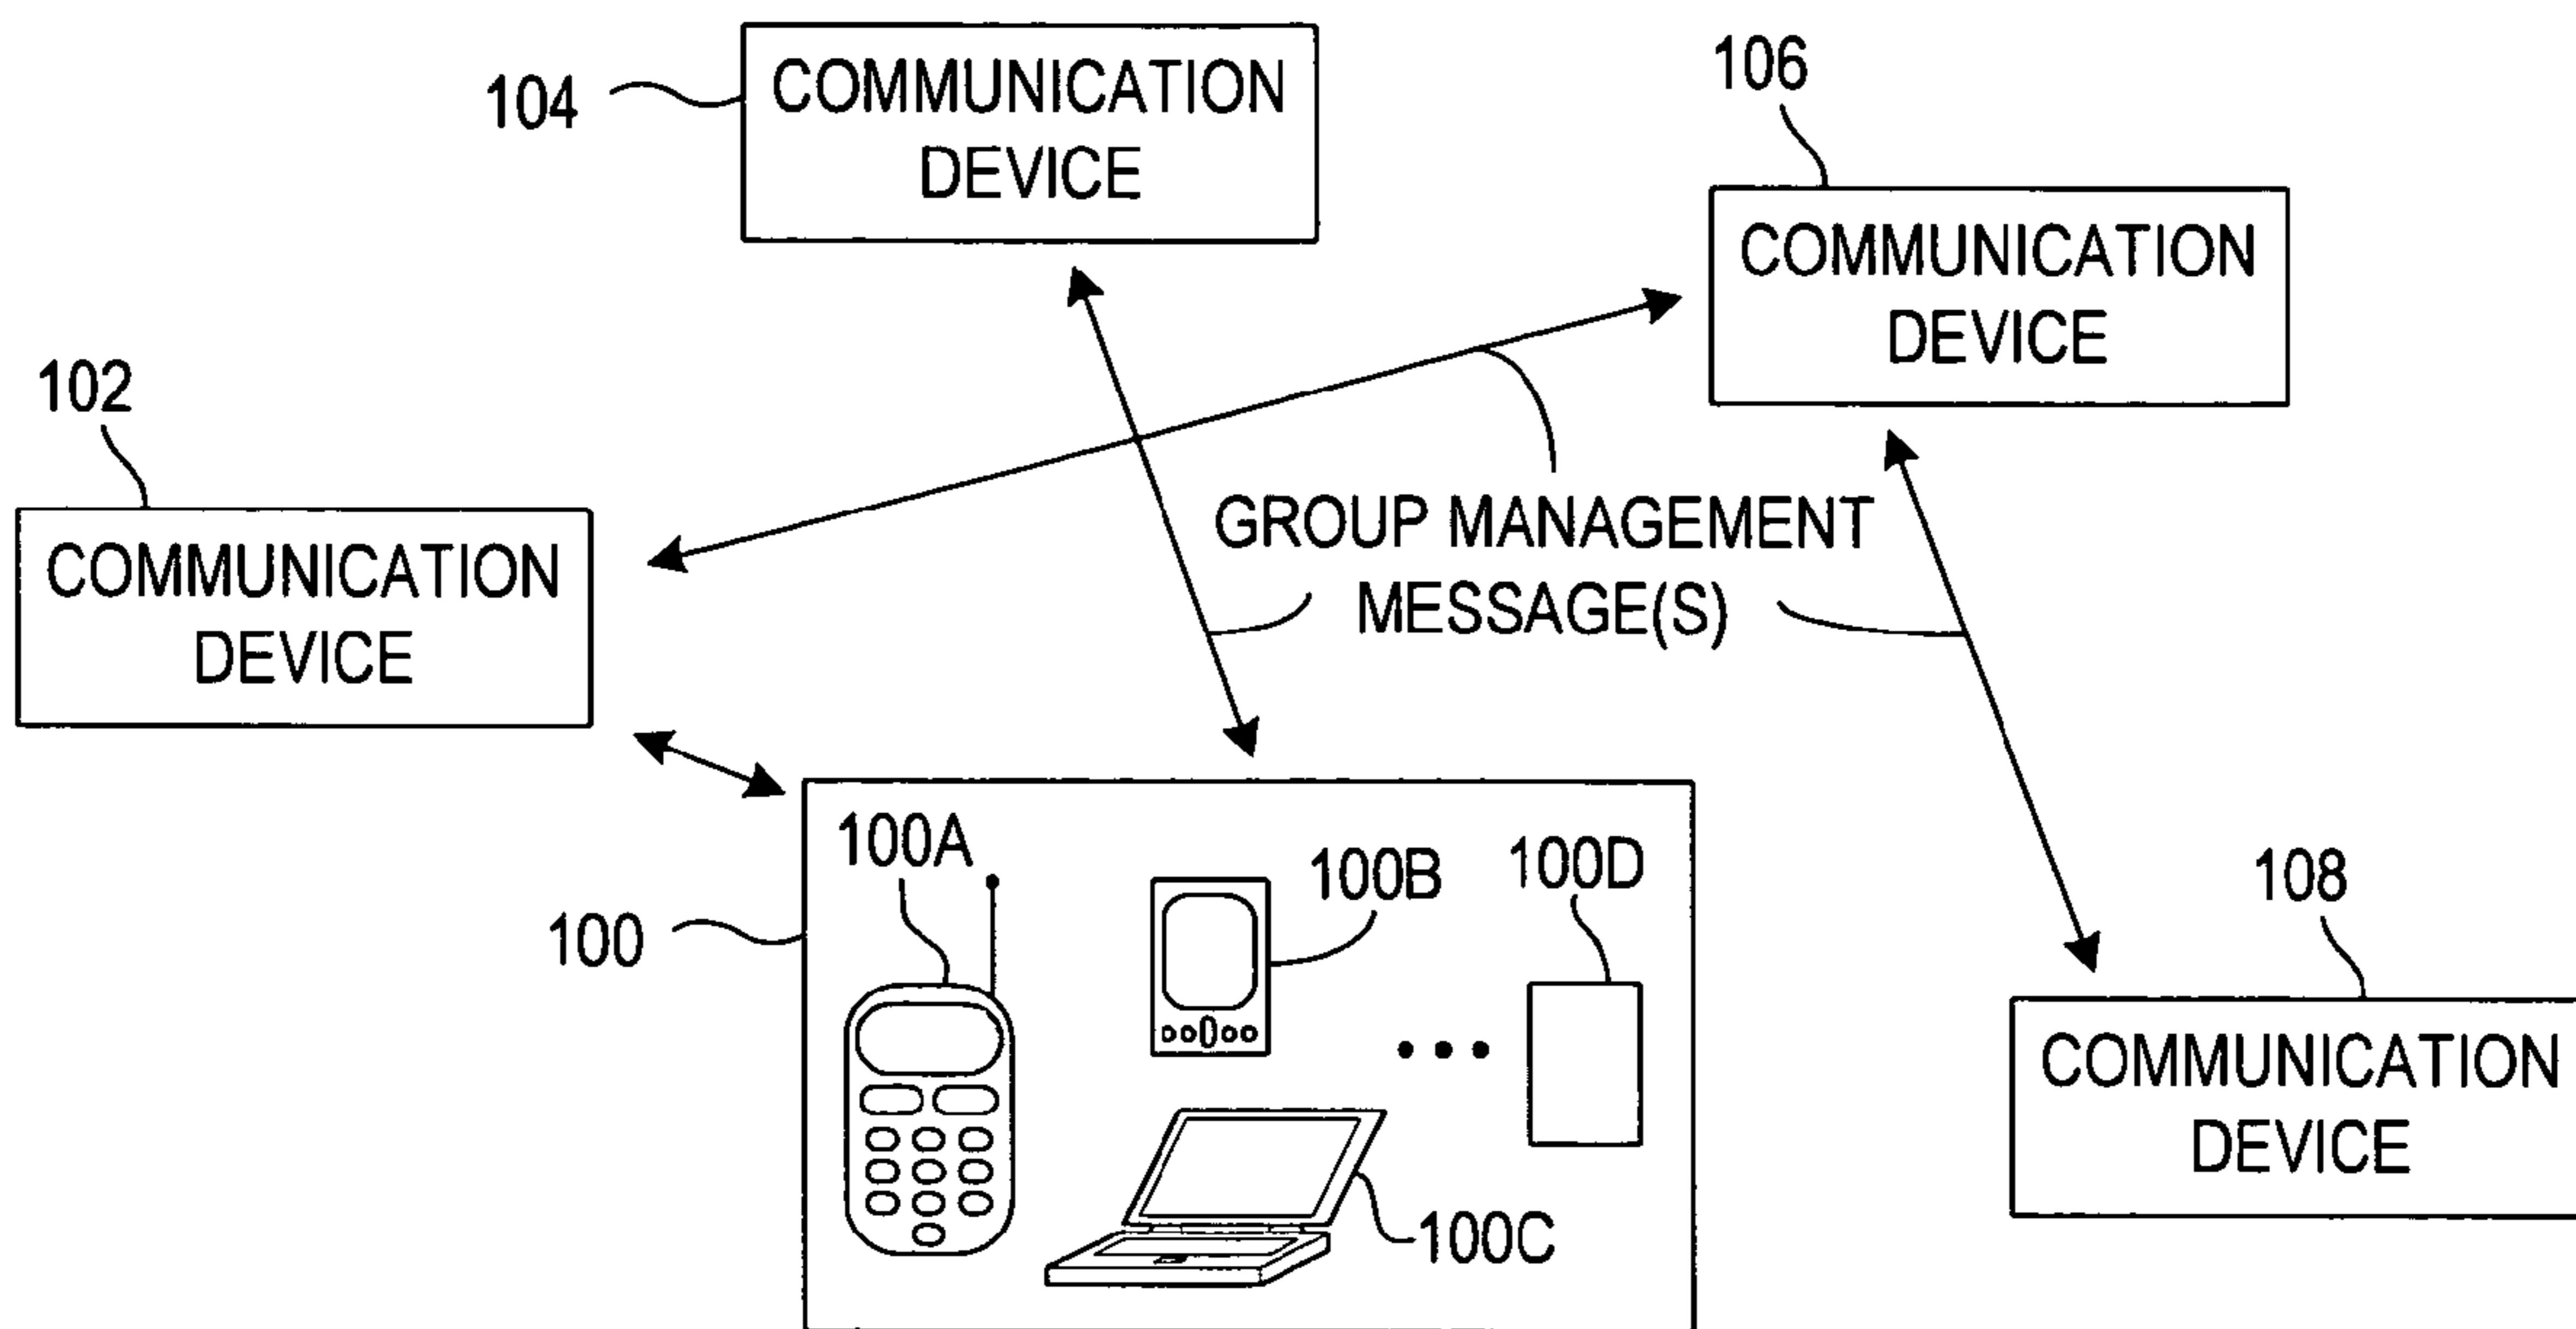 104
COMMUNICATION
DEVICE
106
COMMUNICATION
DEVICE
102
COMMUNICATION
DEVICE
GROUP MANAGEMENT
MESSAGE(S)
100
100A
100B
100D
100C
108
COMMUNICATION
DEVICE